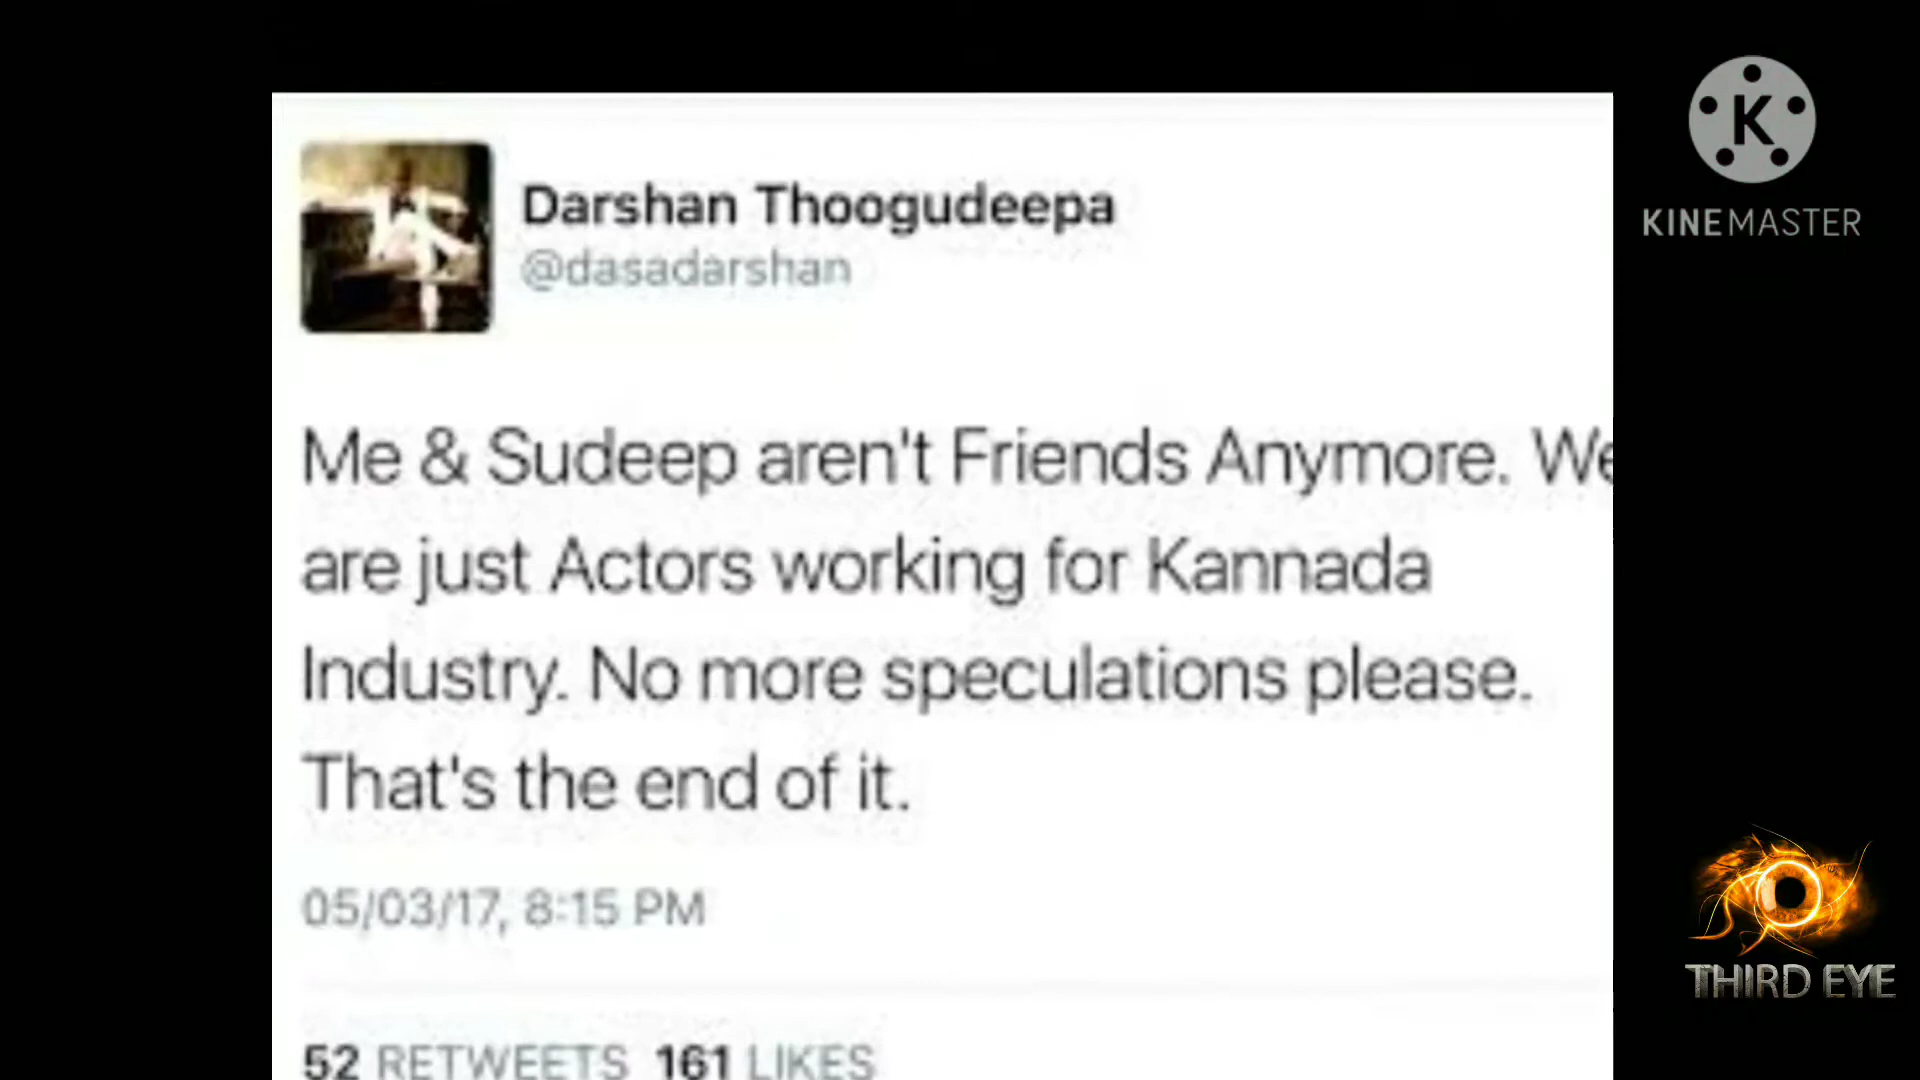 Darshan Thoogudeepa
@dasadarshan
Me & Sudeep aren't Friends Anymore. We
are just Actors working for Kannada
Industry. No more speculations please.
That's the end of it.
05/03/17, 8:15 PM
52 RETWEETS 161 LIKES
K
KINEMASTER
THIRD EYE